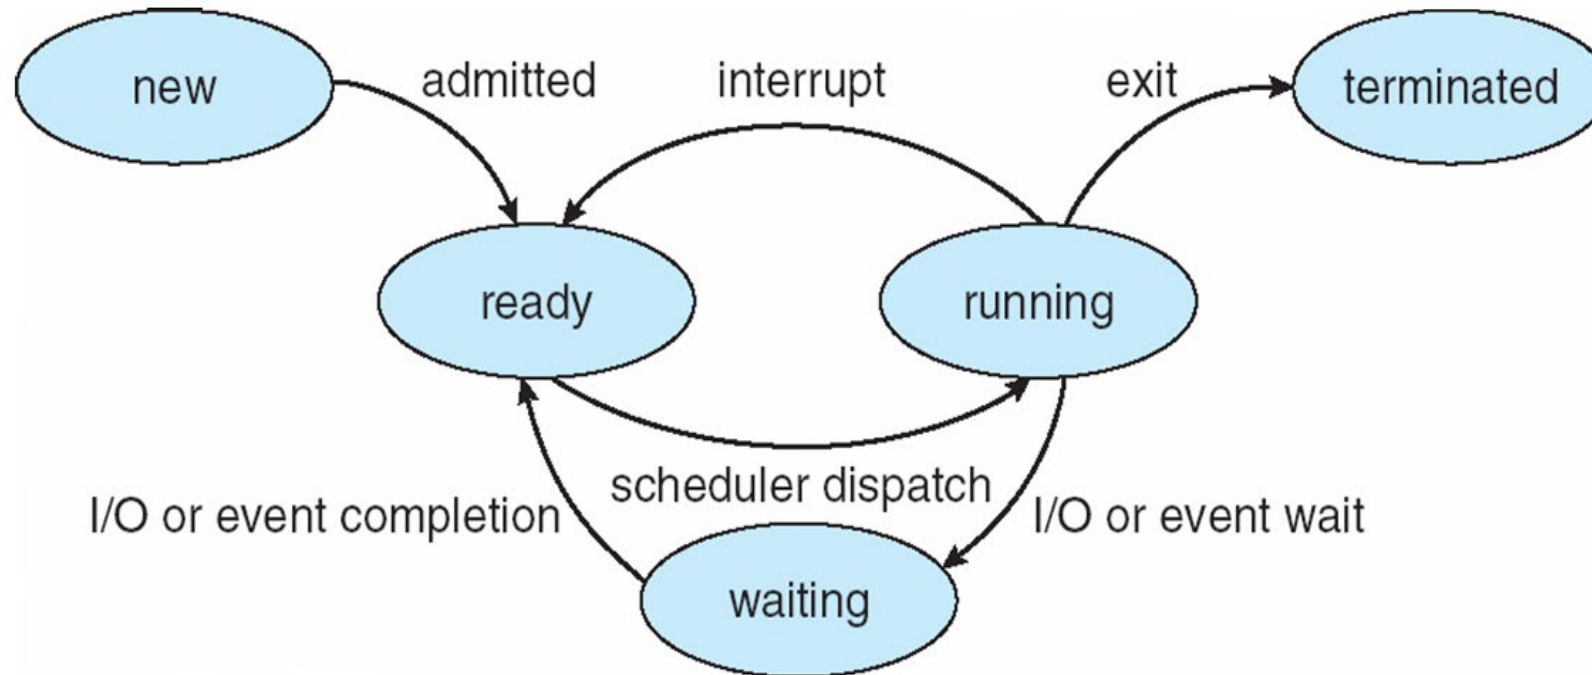 new
admitted
interrupt
exit
terminated
ready
running
scheduler dispatch
I/O or event completion
I/O or event wait
waiting